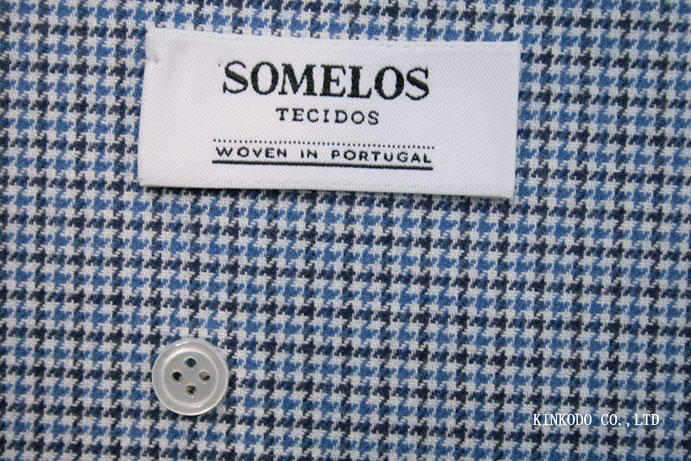 SOMELOS
TECIDOS
WOVEN IN PORTUGAL
KINKODO CO.,LTD